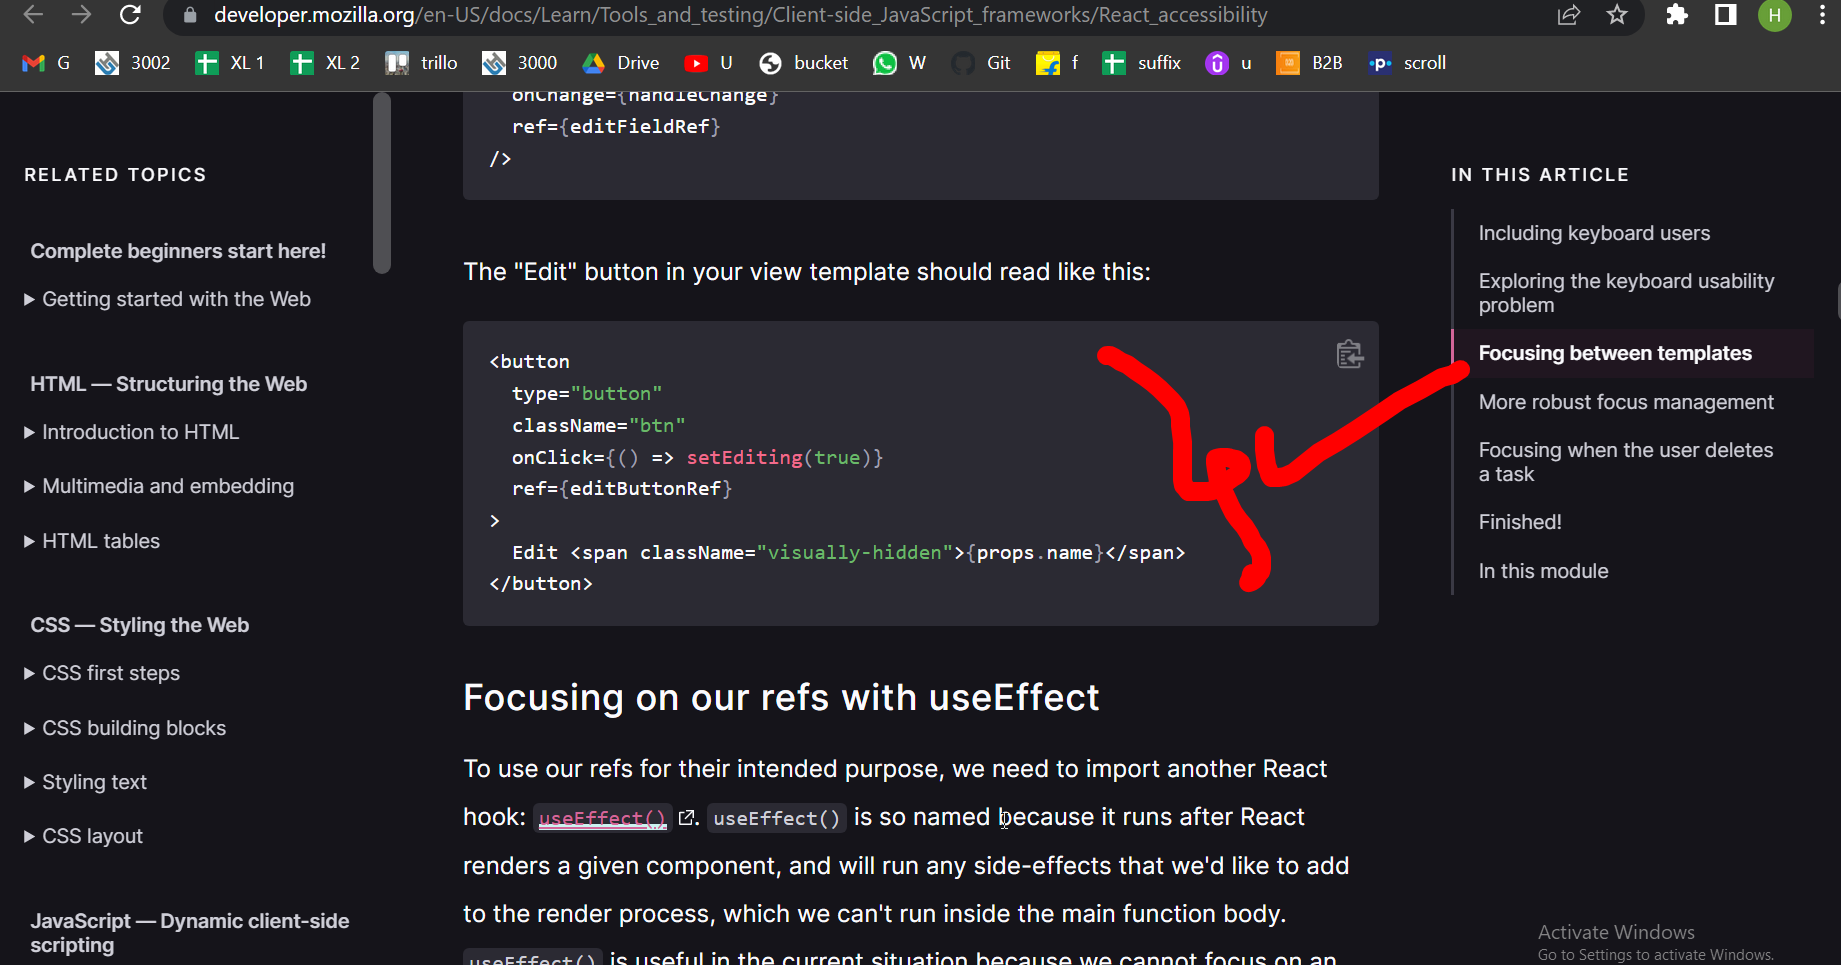 developer.mozilla.org/en-US/docs/Learn/Tools_and_testing/Client-side_JavaScript_frameworks/React_accessibility
H
G 3002 XL 1 XL 2 trillo 3000 Drive U bucket W Git f suffix u B2B scroll
RELATED TOPICS
Complete beginners start here!
Getting started with the Web
HTML — Structuring the Web
Introduction to HTML
Multimedia and embedding
HTML tables
CSS — Styling the Web
CSS first steps
CSS building blocks
Styling text
CSS layout
JavaScript — Dynamic client-side
scripting
onChange={handleChange}
ref={editFieldRef}
/>
The "Edit" button in your view template should read like this:
<button
type="button"
className="btn"
onClick={() => setEditing(true)}
ref={editButtonRef}
>
Edit <span className="visually-hidden">{props.name}</span>
</button>
Focusing on our refs with useEffect
To use our refs for their intended purpose, we need to import another React
hook: useEffect() . useEffect() is so named because it runs after React
renders a given component, and will run any side-effects that we'd like to add
to the render process, which we can't run inside the main function body.
useEffect() is useful in the current situation because we cannot focus on an
IN THIS ARTICLE
Including keyboard users
Exploring the keyboard usability
problem
Focusing between templates
More robust focus management
Focusing when the user deletes
a task
Finished!
In this module
Activate Windows
Go to Settings to activate Windows.